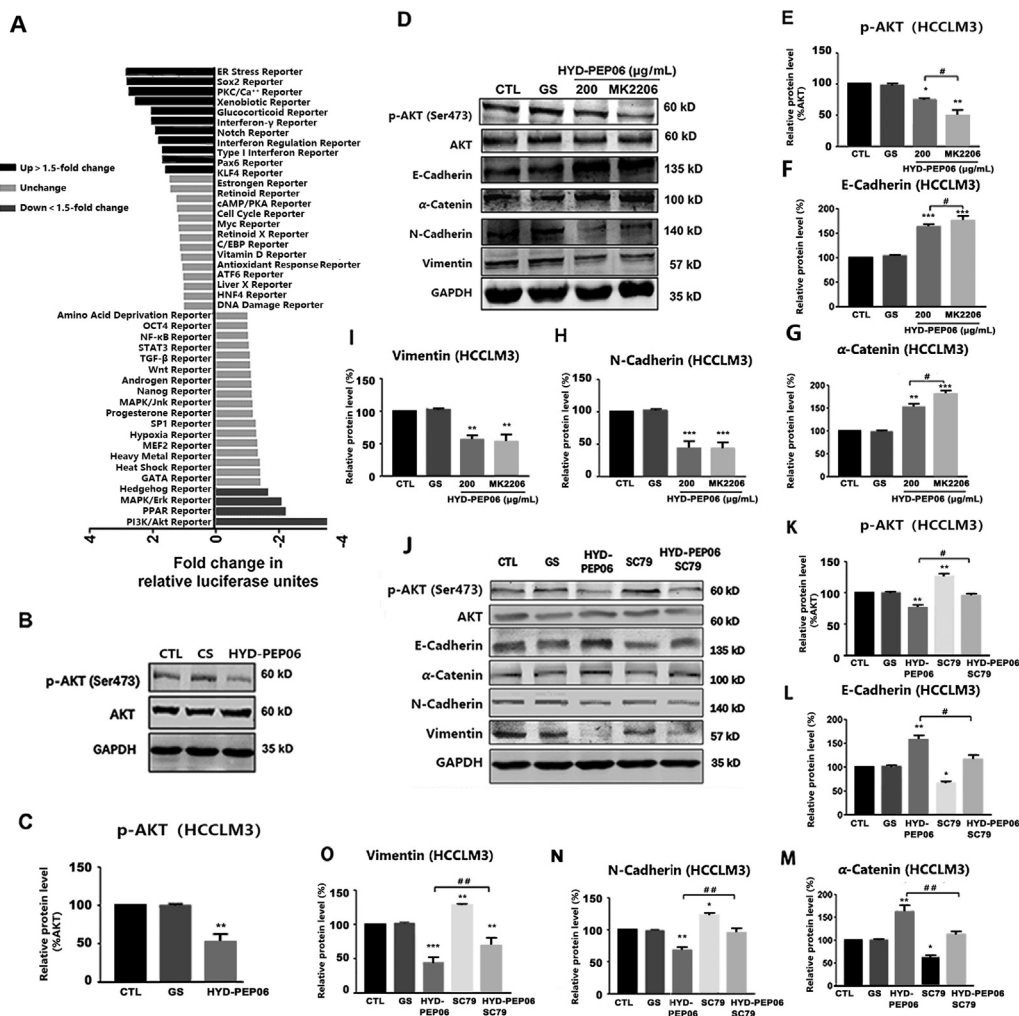 A
ER Stress Reporter
Sox2 Reporter
PKC/Ca⁺⁺ Reporter
Xenobiotic Reporter
Glucocorticoid Reporter
Interferon-γ Reporter
Notch Reporter
Interferon Regulation Reporter
Type I Interferon Reporter
Pax6 Reporter
KLF4 Reporter
Estrogen Reporter
Retinoid Reporter
cAMP/PKA Reporter
Cell Cycle Reporter
Myc Reporter
Retinoid X Reporter
C/EBP Reporter
Vitamin D Reporter
Antioxidant Response Reporter
ATF6 Reporter
Liver X Reporter
HNF4 Reporter
DNA Damage Reporter
Up > 1.5-fold change
Unchange
Down < 1.5-fold change
Amino Acid Deprivation Reporter
OCT4 Reporter
NF-κB Reporter
STAT3 Reporter
TGF-β Reporter
Wnt Reporter
Androgen Reporter
Nanog Reporter
MAPK/Jnk Reporter
Progesterone Reporter
SP1 Reporter
Hypoxia Reporter
MEF2 Reporter
Heavy Metal Reporter
Heat Shock Reporter
GATA Reporter
Hedgehog Reporter
MAPK/Erk Reporter
PPAR Reporter
PI3K/Akt Reporter
4 2 0 -2 -4
Fold change in
relative luciferase unites
B
CTL CS HYD-PEP06
p-AKT (Ser473) 60 kD
AKT 60 kD
GAPDH 35 kD
C
p-AKT (HCCLM3)
Relative protein level
(%AKT)
150
100
50
0
**
CTL GS HYD-PEP06
D
HYD-PEP06 (μg/mL)
CTL GS 200 MK2206
p-AKT (Ser473) 60 kD
AKT 60 kD
E-Cadherin 135 kD
α-Catenin 100 kD
N-Cadherin 140 kD
Vimentin 57 kD
GAPDH 35 kD
E
p-AKT (HCCLM3)
Relative protein level
(%AKT)
150
100
50
0
#
* **
CTL GS 200 MK2206
HYD-PEP06 (μg/mL)
F
E-Cadherin (HCCLM3)
Relative protein level (%)
200
150
100
50
0
#
*** ***
CTL GS 200 MK2206
HYD-PEP06 (μg/mL)
G
α-Catenin (HCCLM3)
Relative protein level (%)
200
150
100
50
0
#
** ***
CTL GS 200 MK2206
HYD-PEP06 (μg/mL)
I
Vimentin (HCCLM3)
Relative protein level (%)
150
100
50
0
** **
CTL GS 200 MK2206
HYD-PEP06 (μg/mL)
H
N-Cadherin (HCCLM3)
Relative protein level (%)
150
100
50
0
*** ***
CTL GS 200 MK2206
HYD-PEP06 (μg/mL)
J
CTL GS HYD-PEP06 SC79 HYD-PEP06 SC79
p-AKT (Ser473) 60 kD
AKT 60 kD
E-Cadherin 135 kD
α-Catenin 100 kD
N-Cadherin 140 kD
Vimentin 57 kD
GAPDH 35 kD
K
p-AKT (HCCLM3)
Relative protein level
(%AKT)
150
100
50
0
#
** **
CTL GS HYD-PEP06 SC79 HYD-PEP06 SC79
L
E-Cadherin (HCCLM3)
Relative protein level (%)
200
150
100
50
0
#
** *
CTL GS HYD-PEP06 SC79 HYD-PEP06 SC79
O
Vimentin (HCCLM3)
Relative protein level (%)
150
100
50
0
##
*** ** **
CTL GS HYD-PEP06 SC79 HYD-PEP06 SC79
N
N-Cadherin (HCCLM3)
Relative protein level (%)
150
100
50
0
##
** *
CTL GS HYD-PEP06 SC79 HYD-PEP06 SC79
M
α-Catenin (HCCLM3)
Relative protein level (%)
200
150
100
50
0
##
** *
CTL GS HYD-PEP06 SC79 HYD-PEP06 SC79